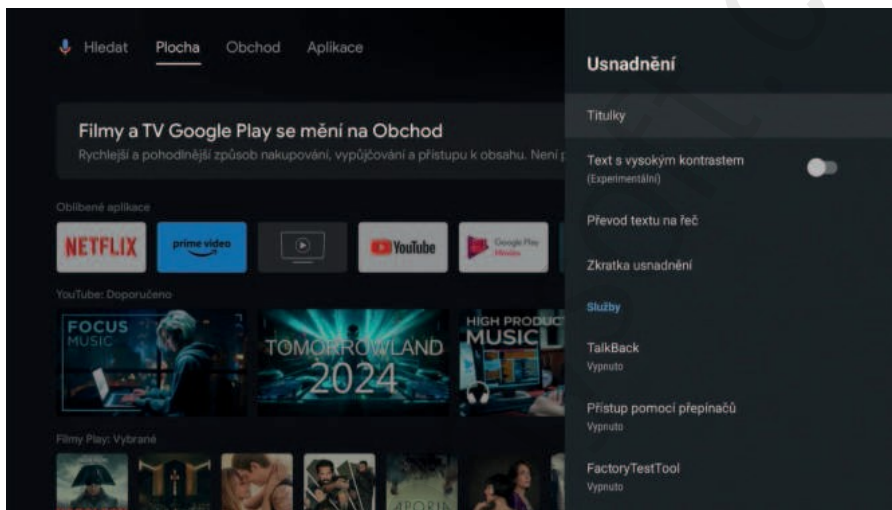 Hledat Plocha Obchod Aplikace
Filmy a TV Google Play se mění na Obchod
Rychlejší a pohodlnější způsob nakupování, vypůjčování a přístupu k obsahu. Není
Oblíbené aplikace
NETFLIX
prime video
YouTube
Google Play
Movies
YouTube: Doporučeno
FOCUS
MUSIC
TOMORROWLAND
2024
HIGH PRODUC
MUSIC
Filmy Play: Vybrané
APORIA
Usnadnění
Titulky
Text s vysokým kontrastem
(Experimentální)
Převod textu na řeč
Zkratka usnadnění
Služby
TalkBack
Vypnuto
Přístup pomocí přepínačů
Vypnuto
FactoryTestTool
Vypnuto